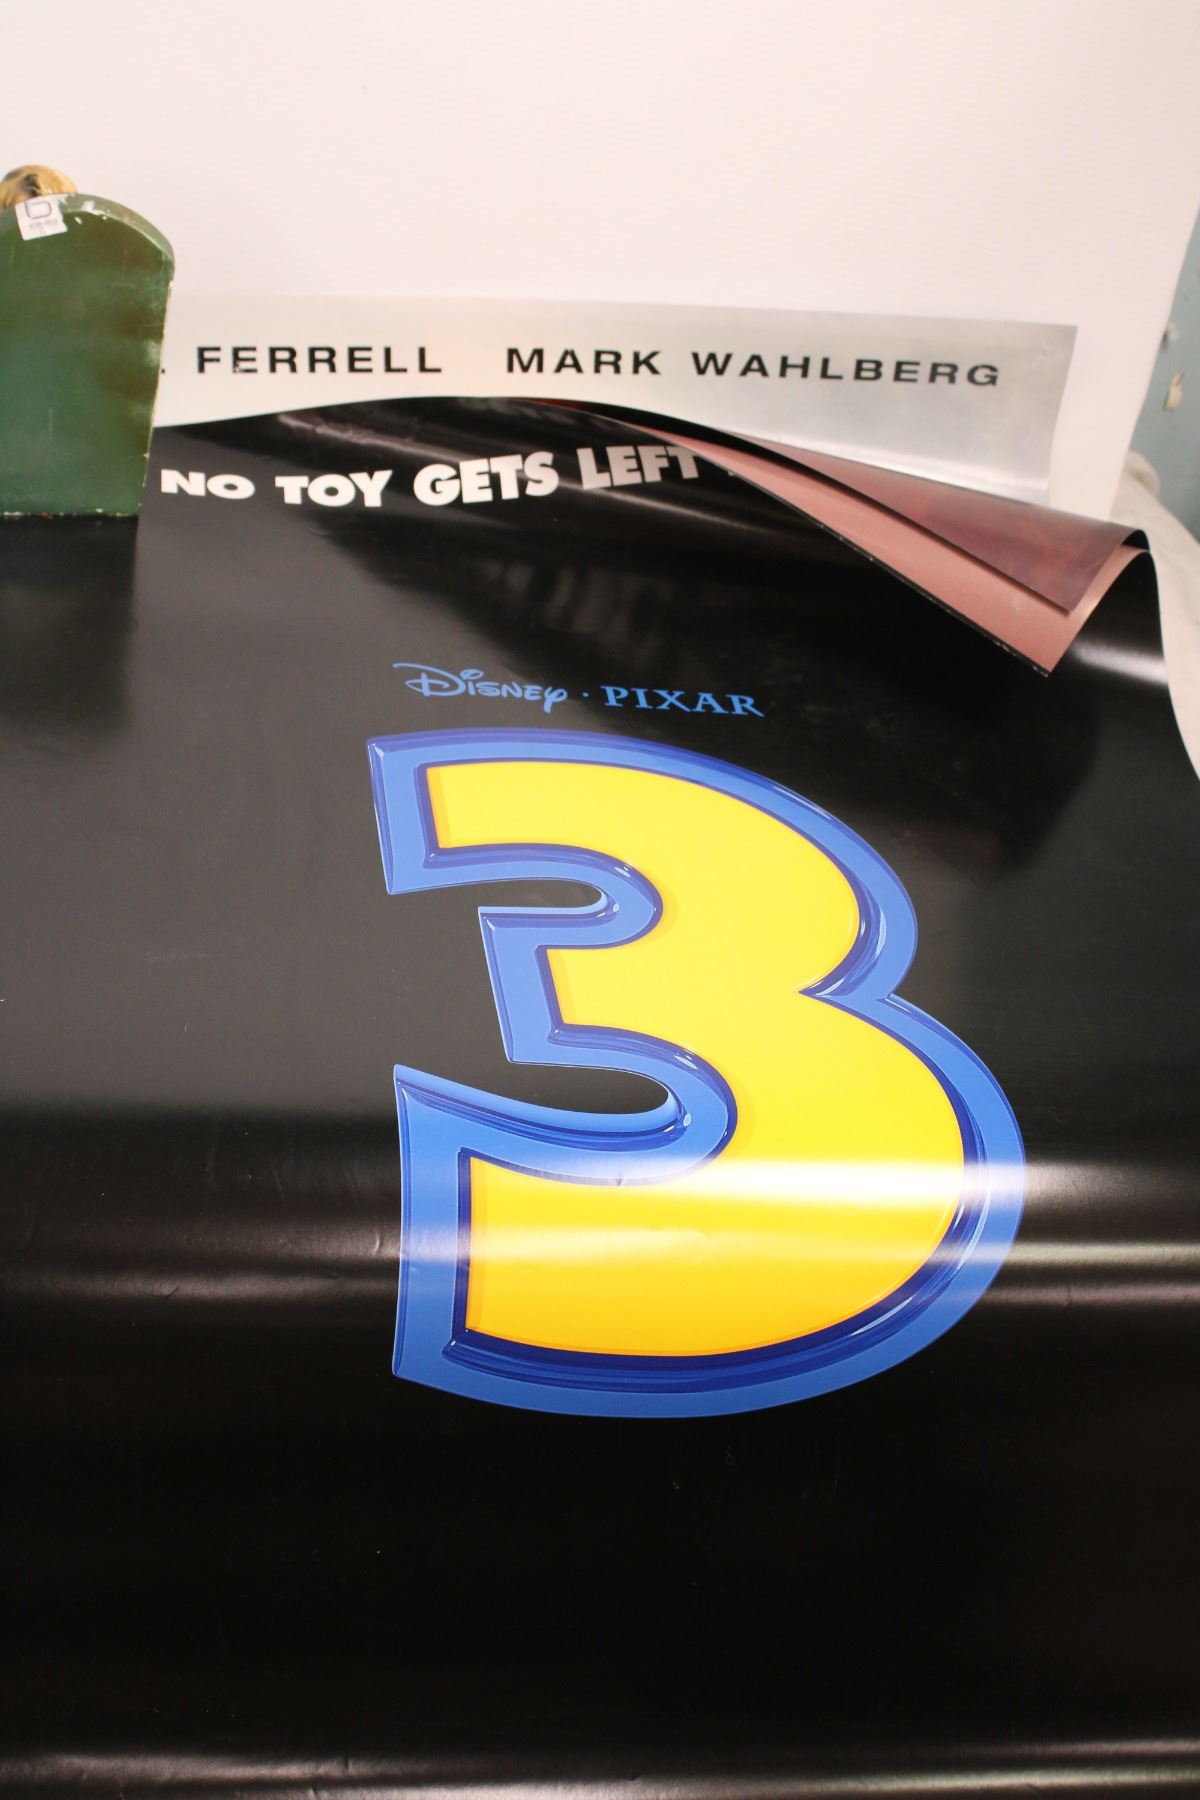 . FERRELL MARK WAHLBERG
NO TOY GETS LEFT
Disney · PIXAR
3